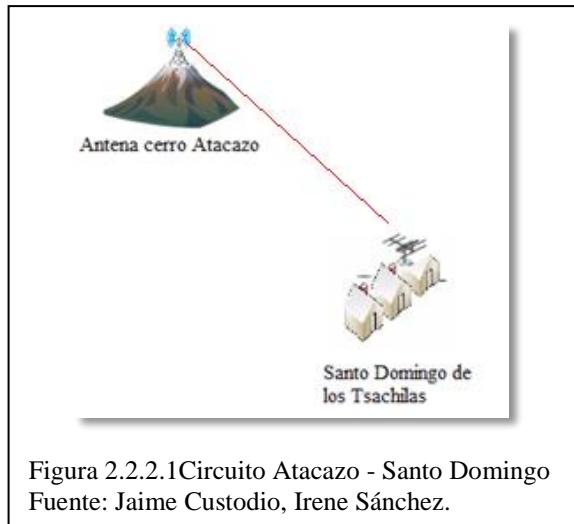 Antena cerro Atacazo
Santo Domingo de
los Tsachilas
Figura 2.2.2.1Circuito Atacazo - Santo Domingo
Fuente: Jaime Custodio, Irene Sánchez.